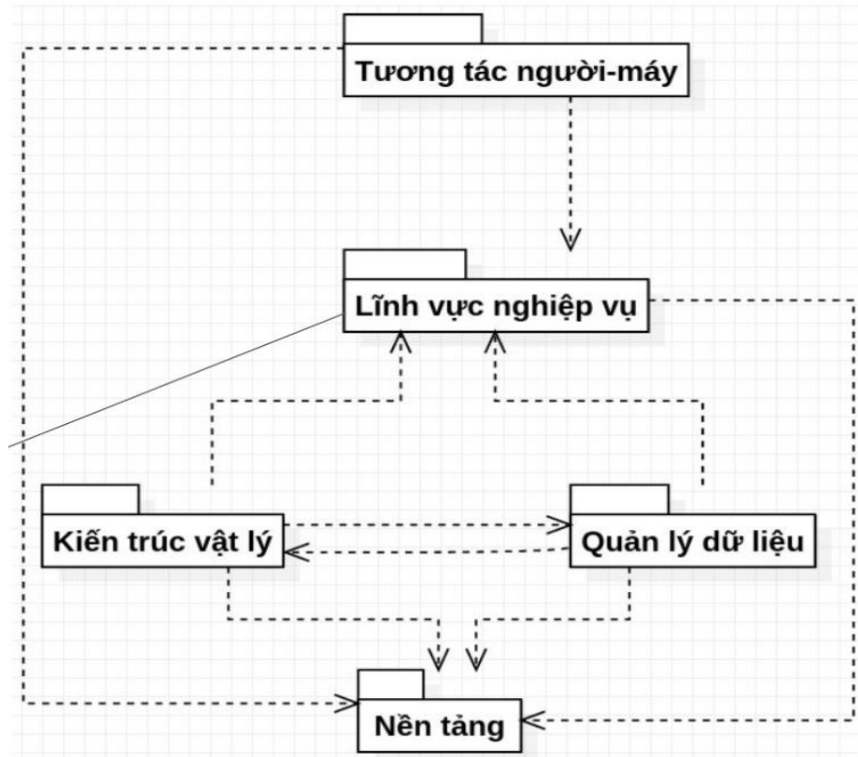 Tương tác người-máy
Lĩnh vực nghiệp vụ
Kiến trúc vật lý
Quản lý dữ liệu
Nền tảng